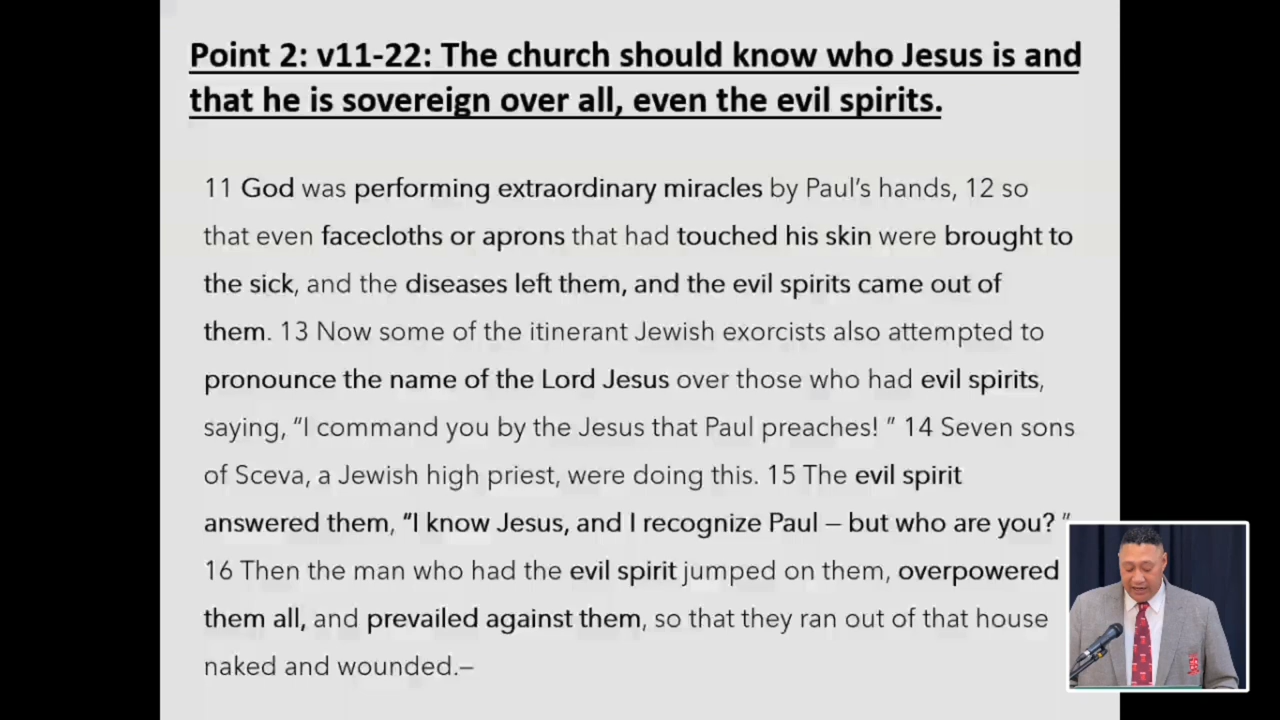 Point 2: v11-22: The church should know who Jesus is and
that he is sovereign over all, even the evil spirits.
11 God was performing extraordinary miracles by Paul’s hands, 12 so
that even facecloths or aprons that had touched his skin were brought to
the sick, and the diseases left them, and the evil spirits came out of
them. 13 Now some of the itinerant Jewish exorcists also attempted to
pronounce the name of the Lord Jesus over those who had evil spirits,
saying, “I command you by the Jesus that Paul preaches! ” 14 Seven sons
of Sceva, a Jewish high priest, were doing this. 15 The evil spirit
answered them, “I know Jesus, and I recognize Paul — but who are you? ”
16 Then the man who had the evil spirit jumped on them, overpowered
them all, and prevailed against them, so that they ran out of that house
naked and wounded.—